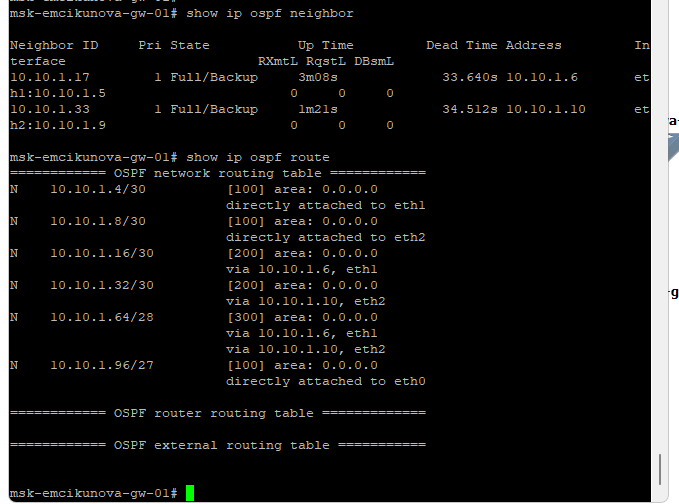 msk-emcikunova-gw-01#
msk-emcikunova-gw-01# show ip ospf neighbor

Neighbor ID     Pri State           Up Time         Dead Time Address         In
terface                        RXmtL RqstL DBsmL
10.10.1.17        1 Full/Backup     3m08s             33.640s 10.10.1.6       et
h1:10.10.1.5                       0     0     0
10.10.1.33        1 Full/Backup     1m21s             34.512s 10.10.1.10      et
h2:10.10.1.9                       0     0     0

msk-emcikunova-gw-01# show ip ospf route
============ OSPF network routing table ============
N    10.10.1.4/30          [100] area: 0.0.0.0
                           directly attached to eth1
N    10.10.1.8/30          [100] area: 0.0.0.0
                           directly attached to eth2
N    10.10.1.16/30         [200] area: 0.0.0.0
                           via 10.10.1.6, eth1
N    10.10.1.32/30         [200] area: 0.0.0.0
                           via 10.10.1.10, eth2
N    10.10.1.64/28         [300] area: 0.0.0.0
                           via 10.10.1.6, eth1
                           via 10.10.1.10, eth2
N    10.10.1.96/27         [100] area: 0.0.0.0
                           directly attached to eth0

============ OSPF router routing table =============

============ OSPF external routing table ===========


msk-emcikunova-gw-01#
a-
-g